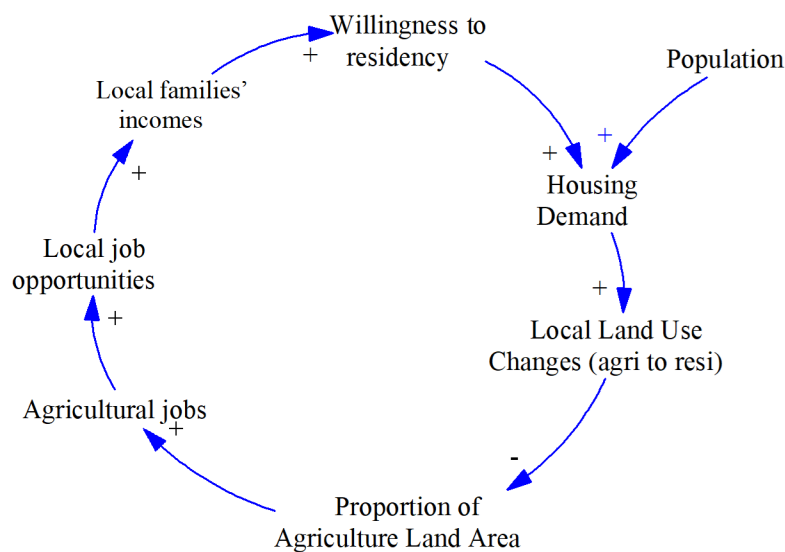 Willingness to
residency
+
Population
Local families'
incomes
+
+
+
Housing
Demand
Local job
opportunities
+
+
Local Land Use
Changes (agri to resi)
Agricultural jobs
+
-
Proportion of
Agriculture Land Area